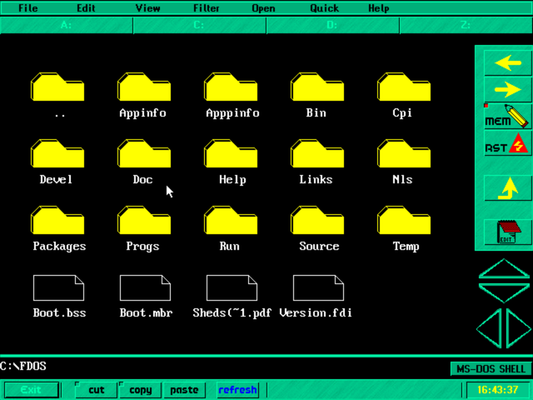 File Edit View Filter Open Quick Help
A: C: D: Z:
.. Appinfo Apppinfo Bin Cpi
MEM
RST
Devel Doc Help Links Nls
EDIT
Packages Progs Run Source Temp
Boot.bss Boot.mbr Sheds(~1.pdf Version.fdi
C:\FDOS
MS-DOS SHELL
Exit cut copy paste refresh 16:43:37